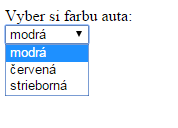 Vyber si farbu auta:
modrá
modrá
červená
strieborná